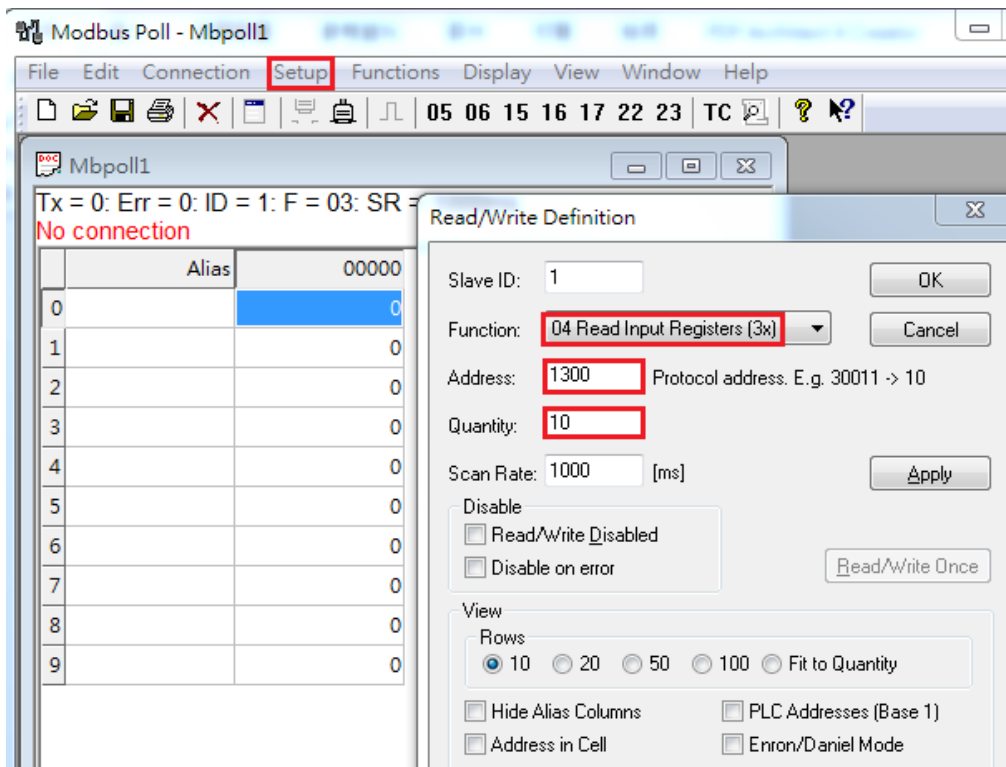 Modbus Poll - Mbpoll1
File Edit Connection Setup Functions Display View Window Help
05 06 15 16 17 22 23 TC
DOC
Mbpoll1
Tx = 0: Err = 0: ID = 1: F = 03: SR =
No connection
Alias 00000
0 0
1 0
2 0
3 0
4 0
5 0
6 0
7 0
8 0
9 0
Read/Write Definition
Slave ID: 1 OK
Function: 04 Read Input Registers (3x) Cancel
Address: 1300 Protocol address. E.g. 30011 -> 10
Quantity: 10
Scan Rate: 1000 [ms] Apply
Disable
Read/Write Disabled
Disable on error
Read/Write Once
View
Rows
10 20 50 100 Fit to Quantity
Hide Alias Columns PLC Addresses (Base 1)
Address in Cell Enron/Daniel Mode